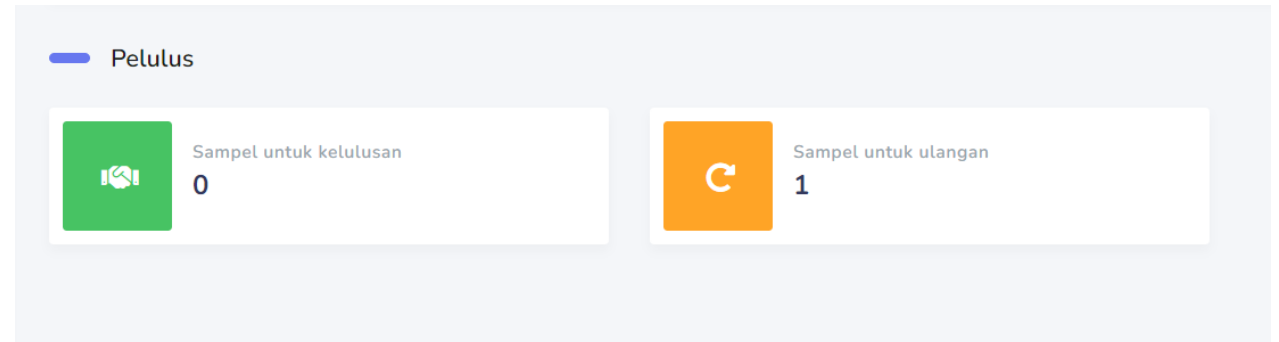 Pelulus
Sampel untuk kelulusan
0
Sampel untuk ulangan
1